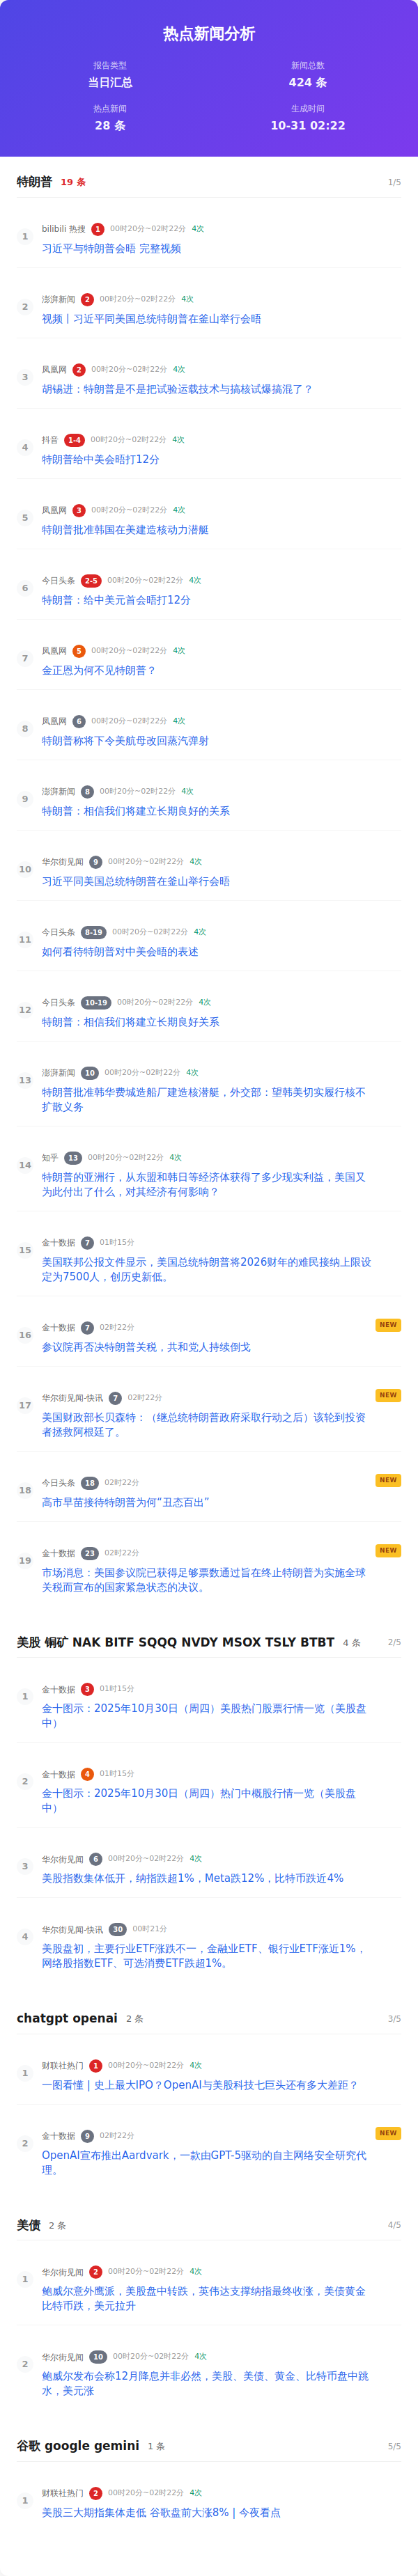 热点新闻分析
报告类型
新闻总数
当日汇总
424 条
热点新闻
生成时间
28 条
10-31 02:22
特朗普 19 条 1/5
1
bilibili 热搜 1 00时20分~02时22分 4次
习近平与特朗普会晤 完整视频
2
澎湃新闻 2 00时20分~02时22分 4次
视频丨习近平同美国总统特朗普在釜山举行会晤
3
凤凰网 2 00时20分~02时22分 4次
胡锡进：特朗普是不是把试验运载技术与搞核试爆搞混了？
4
抖音 1-4 00时20分~02时22分 4次
特朗普给中美会晤打12分
5
凤凰网 3 00时20分~02时22分 4次
特朗普批准韩国在美建造核动力潜艇
6
今日头条 2-5 00时20分~02时22分 4次
特朗普：给中美元首会晤打12分
7
凤凰网 5 00时20分~02时22分 4次
金正恩为何不见特朗普？
8
凤凰网 6 00时20分~02时22分 4次
特朗普称将下令美航母改回蒸汽弹射
9
澎湃新闻 8 00时20分~02时22分 4次
特朗普：相信我们将建立长期良好的关系
10
华尔街见闻 9 00时20分~02时22分 4次
习近平同美国总统特朗普在釜山举行会晤
11
今日头条 8-19 00时20分~02时22分 4次
如何看待特朗普对中美会晤的表述
12
今日头条 10-19 00时20分~02时22分 4次
特朗普：相信我们将建立长期良好关系
13
澎湃新闻 10 00时20分~02时22分 4次
特朗普批准韩华费城造船厂建造核潜艇，外交部：望韩美切实履行核不
扩散义务
14
知乎 13 00时20分~02时22分 4次
特朗普的亚洲行，从东盟和韩日等经济体获得了多少现实利益，美国又
为此付出了什么，对其经济有何影响？
15
金十数据 7 01时15分
美国联邦公报文件显示，美国总统特朗普将2026财年的难民接纳上限设
定为7500人，创历史新低。
16
金十数据 7 02时22分 NEW
参议院再否决特朗普关税，共和党人持续倒戈
17
华尔街见闻-快讯 7 02时22分 NEW
美国财政部长贝森特：（继总统特朗普政府采取行动之后）该轮到投资
者拯救阿根廷了。
18
今日头条 18 02时22分 NEW
高市早苗接待特朗普为何“丑态百出”
19
金十数据 23 02时22分 NEW
市场消息：美国参议院已获得足够票数通过旨在终止特朗普为实施全球
关税而宣布的国家紧急状态的决议。
美股 铜矿 NAK BITF SQQQ NVDY MSOX TSLY BTBT 4 条 2/5
1
金十数据 3 01时15分
金十图示：2025年10月30日（周四）美股热门股票行情一览（美股盘
中）
2
金十数据 4 01时15分
金十图示：2025年10月30日（周四）热门中概股行情一览（美股盘
中）
3
华尔街见闻 6 00时20分~02时22分 4次
美股指数集体低开，纳指跌超1%，Meta跌12%，比特币跌近4%
4
华尔街见闻-快讯 30 00时21分
美股盘初，主要行业ETF涨跌不一，金融业ETF、银行业ETF涨近1%，
网络股指数ETF、可选消费ETF跌超1%。
chatgpt openai 2 条 3/5
1
财联社热门 1 00时20分~02时22分 4次
一图看懂 | 史上最大IPO？OpenAI与美股科技七巨头还有多大差距？
2
金十数据 9 02时22分 NEW
OpenAI宣布推出Aardvark，一款由GPT-5驱动的自主网络安全研究代
理。
美债 2 条 4/5
1
华尔街见闻 2 00时20分~02时22分 4次
鲍威尔意外鹰派，美股盘中转跌，英伟达支撑纳指最终收涨，美债黄金
比特币跌，美元拉升
2
华尔街见闻 10 00时20分~02时22分 4次
鲍威尔发布会称12月降息并非必然，美股、美债、黄金、比特币盘中跳
水，美元涨
谷歌 google gemini 1 条 5/5
1
财联社热门 2 00时20分~02时22分 4次
美股三大期指集体走低 谷歌盘前大涨8% | 今夜看点